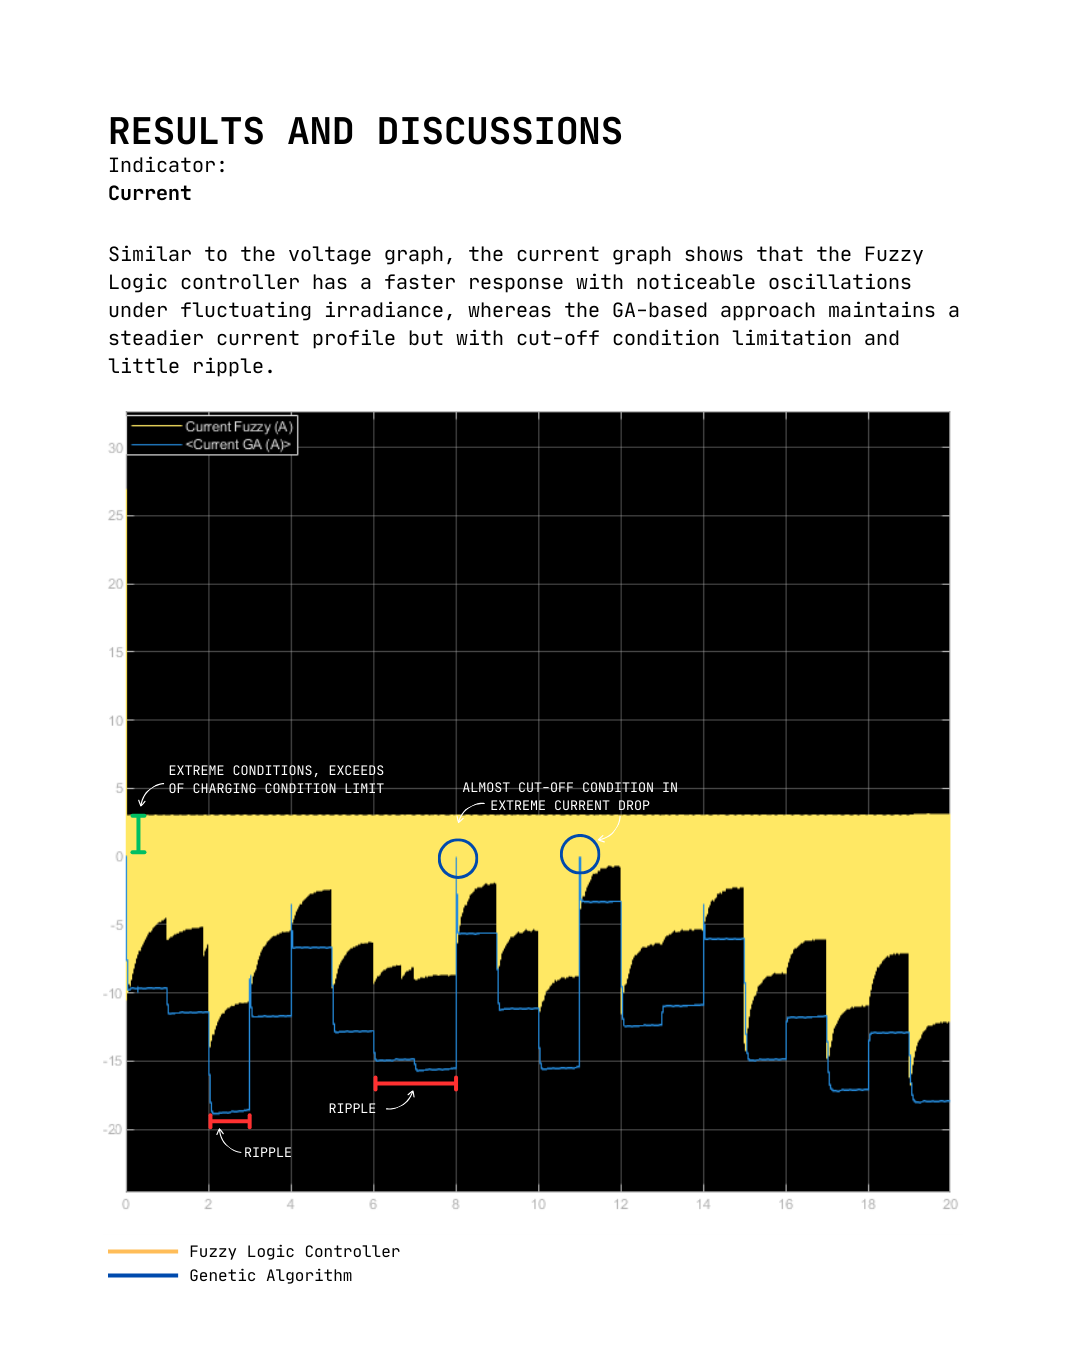 RESULTS AND DISCUSSIONS
Indicator:
Current
Similar to the voltage graph, the current graph shows that the Fuzzy
Logic controller has a faster response with noticeable oscillations
under fluctuating irradiance, whereas the GA-based approach maintains a
steadier current profile but with cut-off condition limitation and
little ripple.
Current Fuzzy (A)
<Current GA (A)>
30
25
20
15
10
5
0
-5
-10
-15
-20
EXTREME CONDITIONS, EXCEEDS
OF CHARGING CONDITION LIMIT
ALMOST CUT-OFF CONDITION IN
EXTREME CURRENT DROP
RIPPLE
RIPPLE
0 2 4 6 8 10 12 14 16 18 20
Fuzzy Logic Controller
Genetic Algorithm